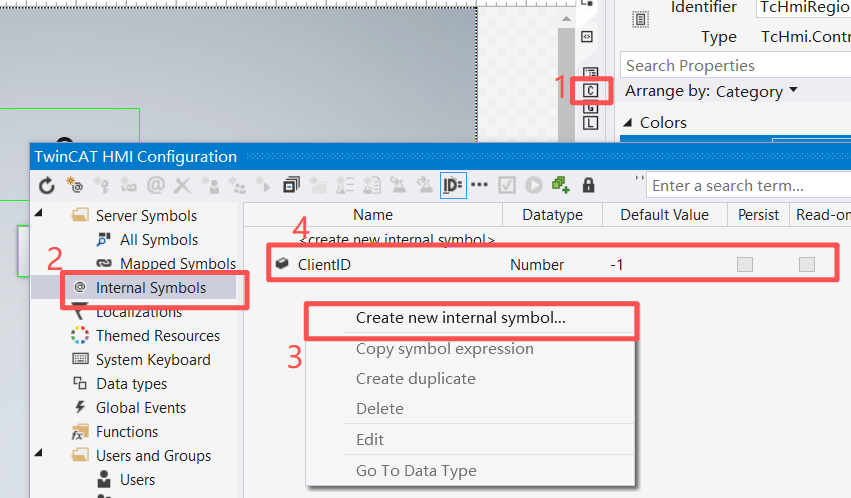 Identifier TcHmiRegio
Type TcHmi.Contr
Search Properties
1
C
Arrange by: Category
G
L
Colors
TwinCAT HMI Configuration
ID= Enter a search term...
Server Symbols
Name Datatype Default Value Persist Read-on
All Symbols
4
<create new internal symbol>
2
Mapped Symbols
ClientID Number -1
Internal Symbols
Localizations
Create new internal symbol...
Themed Resources
3
Copy symbol expression
System Keyboard
Create duplicate
Data types
Delete
Global Events
Functions
Edit
Users and Groups
Go To Data Type
Users